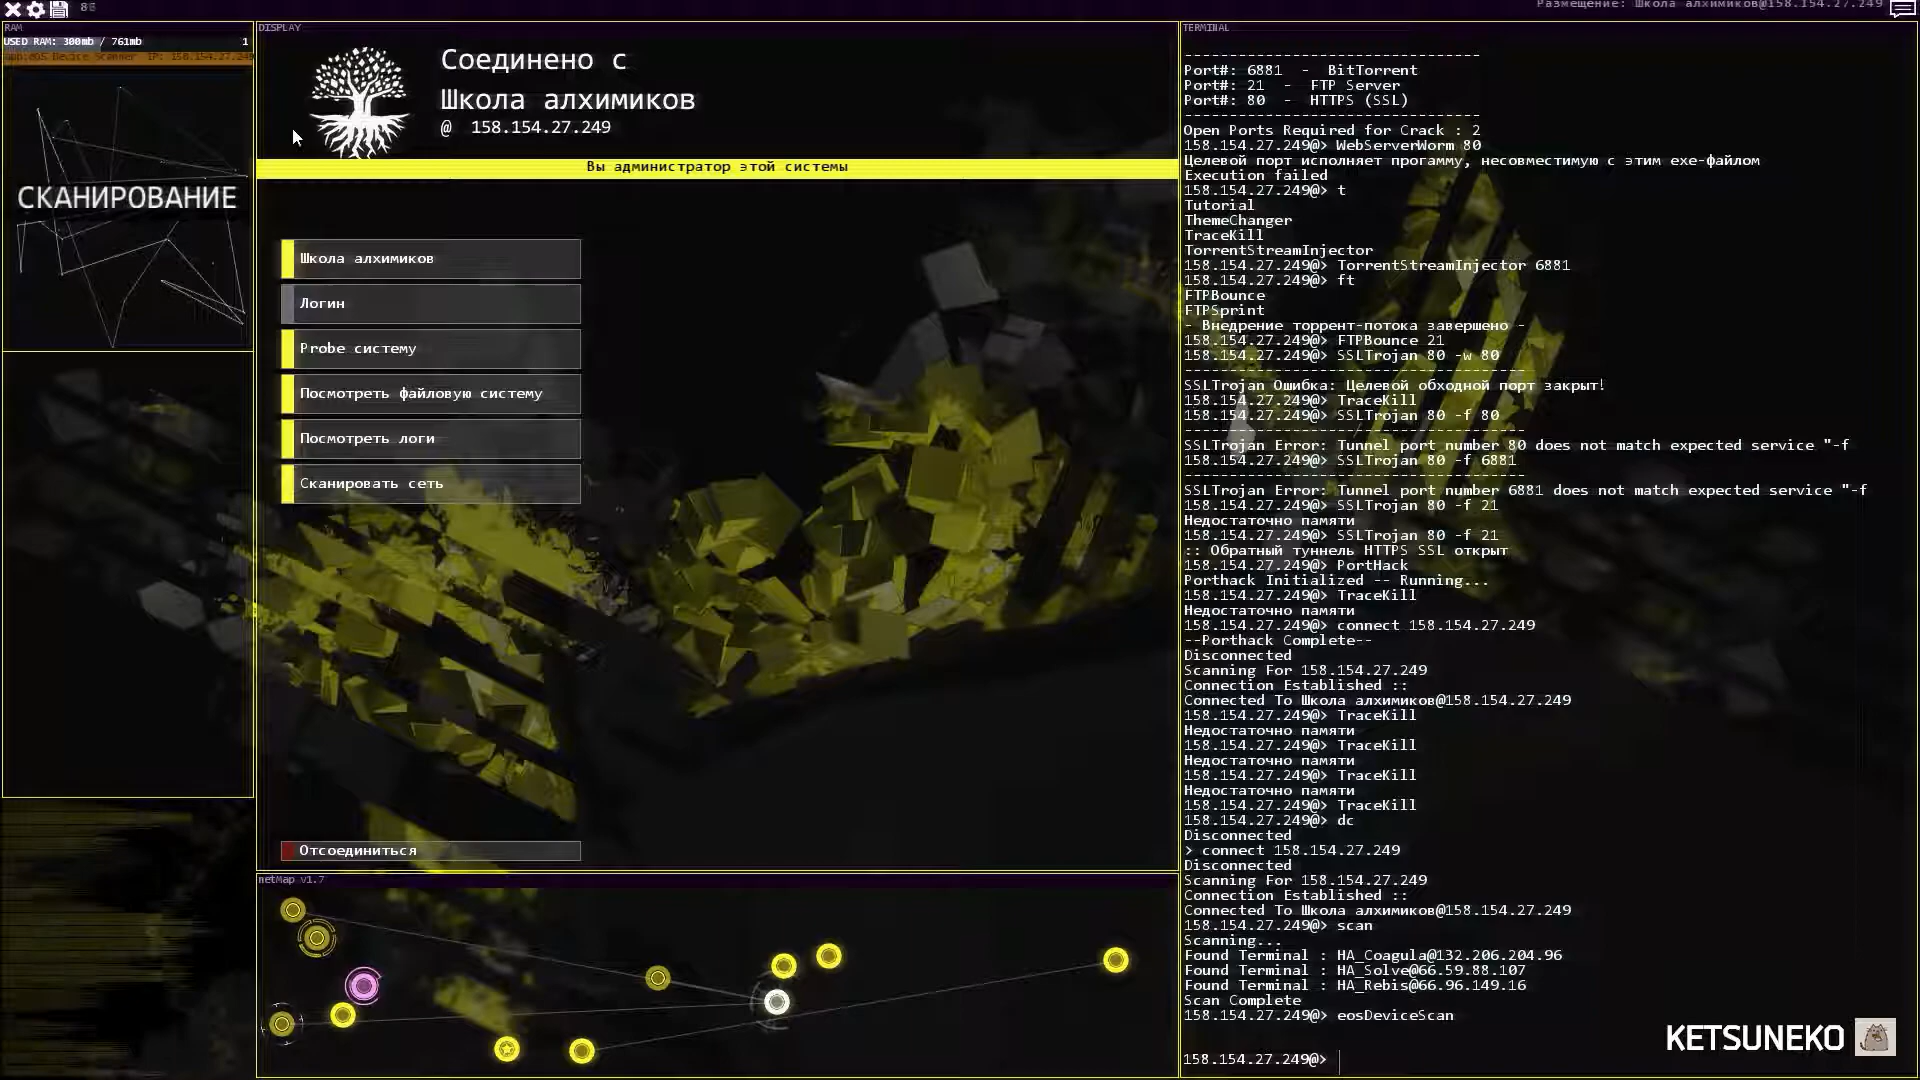 86
Размещение: Школа алхимиков@158.154.27.249
RAM
USED RAM: 300mb / 761mb
1
СКАНИРОВАНИЕ
DISPLAY
Соединено с
Школа алхимиков
@ 158.154.27.249
Вы администратор этой системы
Школа алхимиков
Логин
Probe систему
Посмотреть файловую систему
Посмотреть логи
Сканировать сеть
Отсоединиться
netMap v1.7
TERMINAL
--------------------------------
Port#: 6881 - BitTorrent
Port#: 21 - FTP Server
Port#: 80 - HTTPS (SSL)
--------------------------------
Open Ports Required for Crack : 2
158.154.27.249@> WebServerWorm 80
Целевой порт исполняет прогамму, несовместимую с этим exe-файлом
Execution failed
158.154.27.249@> t
Tutorial
ThemeChanger
TraceKill
TorrentStreamInjector
158.154.27.249@> TorrentStreamInjector 6881
158.154.27.249@> ft
FTPBounce
FTPSprint
- Внедрение торрент-потока завершено -
158.154.27.249@> FTPBounce 21
158.154.27.249@> SSLTrojan 80 -w 80
--------------------------------------
SSLTrojan Ошибка: Целевой обходной порт закрыт!
158.154.27.249@> TraceKill
158.154.27.249@> SSLTrojan 80 -f 80
--------------------------------------
SSLTrojan Error: Tunnel port number 80 does not match expected service "-f
158.154.27.249@> SSLTrojan 80 -f 6881
--------------------------------------
SSLTrojan Error: Tunnel port number 6881 does not match expected service "-f
158.154.27.249@> SSLTrojan 80 -f 21
Недостаточно памяти
158.154.27.249@> SSLTrojan 80 -f 21
:: Обратный туннель HTTPS SSL открыт
158.154.27.249@> PortHack
Porthack Initialized -- Running...
158.154.27.249@> TraceKill
Недостаточно памяти
158.154.27.249@> connect 158.154.27.249
--Porthack Complete--
Disconnected
Scanning For 158.154.27.249
Connection Established ::
Connected To Школа алхимиков@158.154.27.249
158.154.27.249@> TraceKill
Недостаточно памяти
158.154.27.249@> TraceKill
Недостаточно памяти
158.154.27.249@> TraceKill
Недостаточно памяти
158.154.27.249@> TraceKill
158.154.27.249@> dc
Disconnected
> connect 158.154.27.249
Disconnected
Scanning For 158.154.27.249
Connection Established ::
Connected To Школа алхимиков@158.154.27.249
158.154.27.249@> scan
Scanning...
Found Terminal : HA_Coagula@132.206.204.96
Found Terminal : HA_Solve@66.59.88.107
Found Terminal : HA_Rebis@66.96.149.16
Scan Complete
158.154.27.249@> eosDeviceScan
158.154.27.249@>
KETSUNEKO